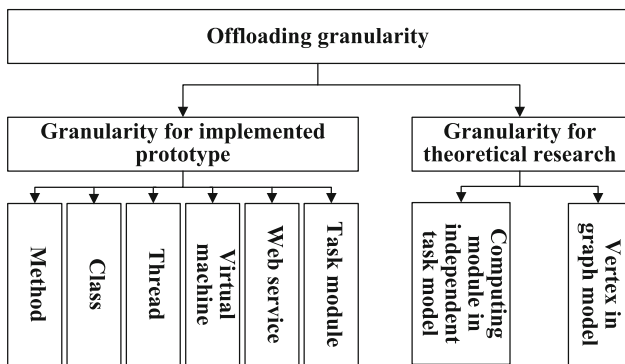 Offloading granularity
Granularity for implemented
prototype
Granularity for
theoretical research
Method
Class
Thread
Virtual
machine
Web service
Task module
Computing
module in
independent
task model
Vertex in
graph model